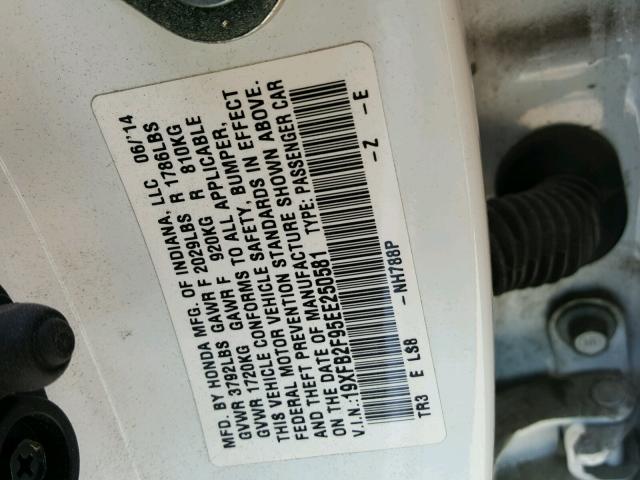 MFD. BY HONDA MFG. OF INDIANA, LLC 06/'14
GVWR 3792LBS GAWR F 2029LBS R 1786LBS
GVWR 1720KG GAWR F 920KG R 810KG
THIS VEHICLE CONFORMS TO ALL APPLICABLE
FEDERAL MOTOR VEHICLE SAFETY, BUMPER,
AND THEFT PREVENTION STANDARDS IN EFFECT
ON THE DATE OF MANUFACTURE SHOWN ABOVE.
V.I.N.:19XFB2F95EE250581 TYPE: PASSENGER CAR
TR3 E LSB -NH788P -Z -E